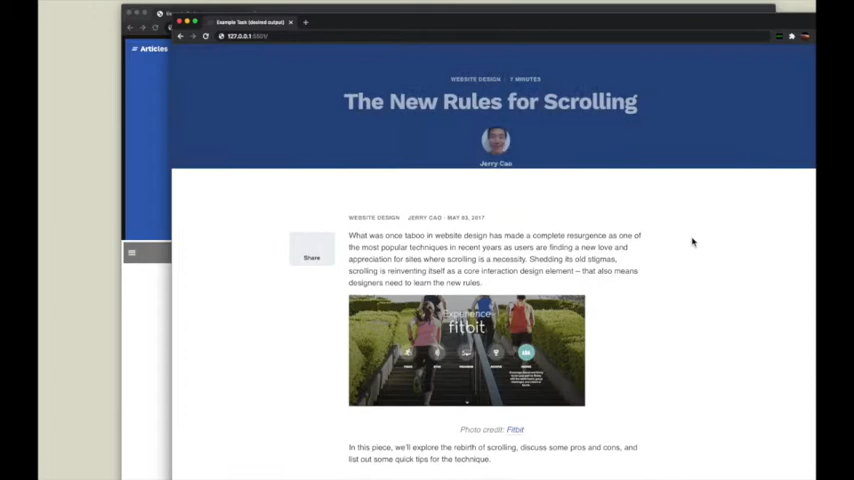 Example Task (desired output)
127.0.0.1:5501/
Articles
WEBSITE DESIGN | 7 MINUTES
The New Rules for Scrolling
Jerry Cao
WEBSITE DESIGN JERRY CAO · MAY 03, 2017
Share
What was once taboo in website design has made a complete resurgence as one of
the most popular techniques in recent years as users are finding a new love and
appreciation for sites where scrolling is a necessity. Shedding its old stigmas,
scrolling is reinventing itself as a core interaction design element – that also means
designers need to learn the new rules.
Experience
fitbit
Photo credit: Fitbit
In this piece, we'll explore the rebirth of scrolling, discuss some pros and cons, and
list out some quick tips for the technique.